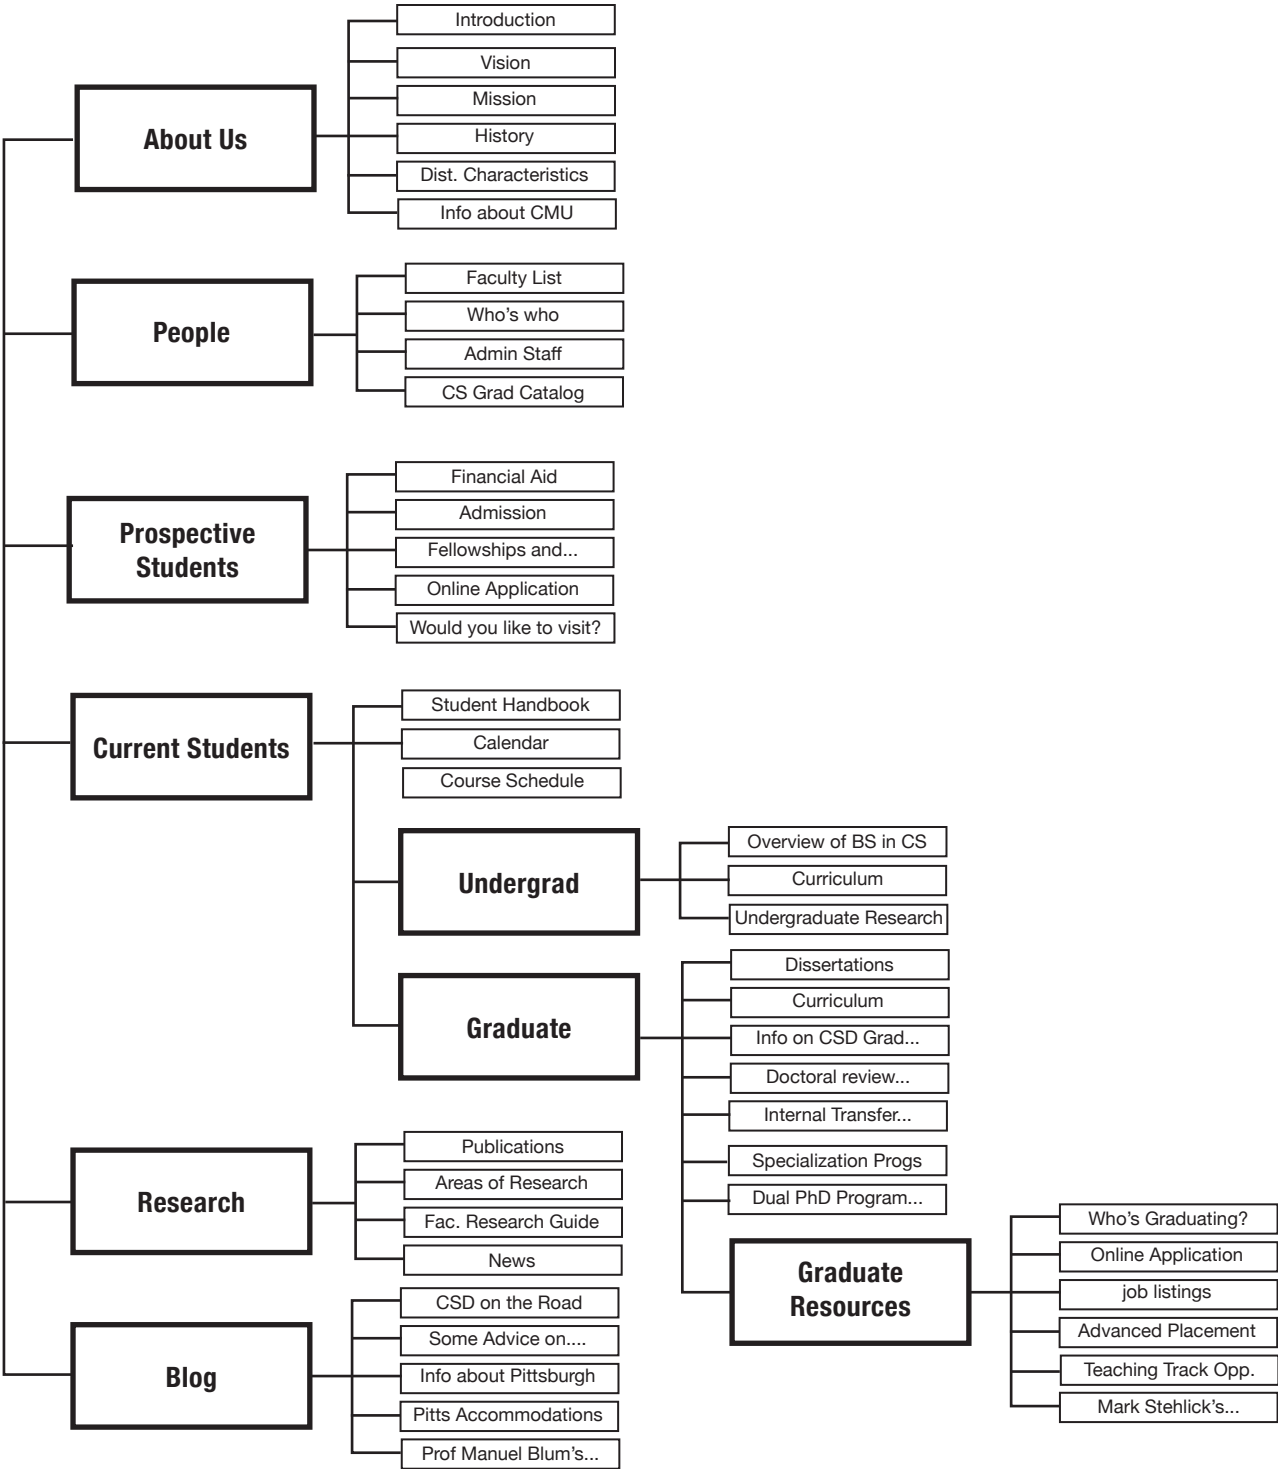 About Us
Introduction
Vision
Mission
History
Dist. Characteristics
Info about CMU
People
Faculty List
Who’s who
Admin Staff
CS Grad Catalog
Prospective
Students
Financial Aid
Admission
Fellowships and...
Online Application
Would you like to visit?
Current Students
Student Handbook
Calendar
Course Schedule
Undergrad
Overview of BS in CS
Curriculum
Undergraduate Research
Graduate
Dissertations
Curriculum
Info on CSD Grad...
Doctoral review...
Internal Transfer...
Specialization Progs
Dual PhD Program...
Graduate
Resources
Who’s Graduating?
Online Application
job listings
Advanced Placement
Teaching Track Opp.
Mark Stehlick’s...
Research
Publications
Areas of Research
Fac. Research Guide
News
Blog
CSD on the Road
Some Advice on....
Info about Pittsburgh
Pitts Accommodations
Prof Manuel Blum’s...